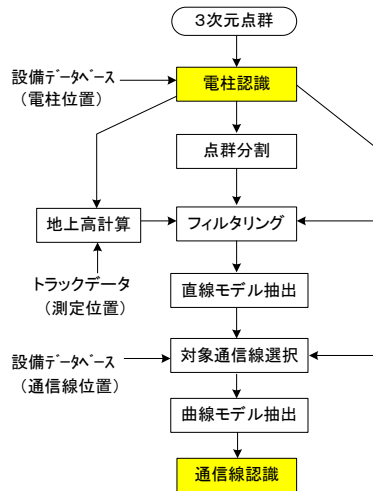 3次元点群
設備データベース
（電柱位置）
電柱認識
点群分割
地上高計算
フィルタリング
トラックデータ
（測定位置）
直線モデル抽出
設備データベース
（通信線位置）
対象通信線選択
曲線モデル抽出
通信線認識